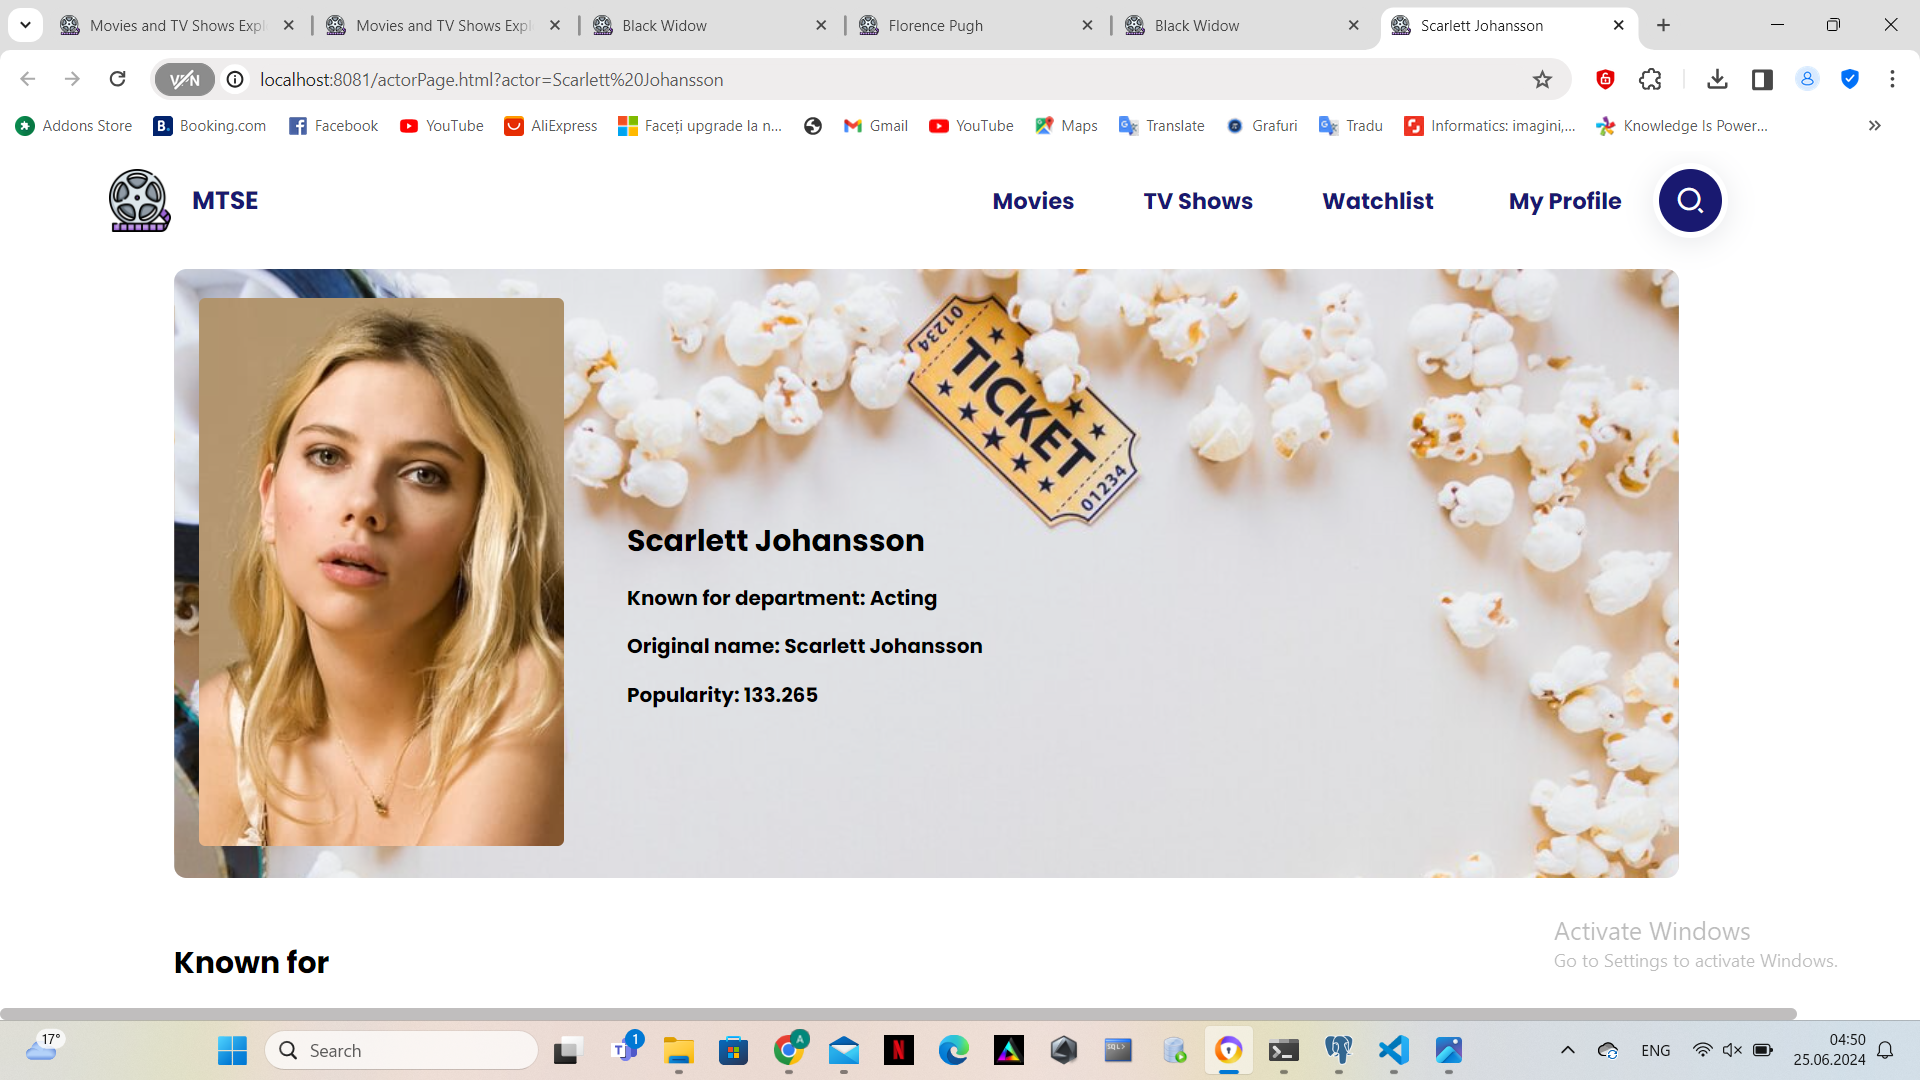 Movies and TV Shows Expl
Movies and TV Shows Expl
Black Widow
Florence Pugh
Black Widow
Scarlett Johansson
VPN
localhost:8081/actorPage.html?actor=Scarlett%20Johansson
Addons Store
B.
Booking.com
Facebook
YouTube
AliExpress
Faceți upgrade la n...
Gmail
YouTube
Maps
Translate
Grafuri
Tradu
Informatics: imagini,...
Knowledge Is Power...
MTSE
Movies
TV Shows
Watchlist
My Profile
01234
TICKET
01234
Scarlett Johansson
Known for department: Acting
Original name: Scarlett Johansson
Popularity: 133.265
Known for
Activate Windows
Go to Settings to activate Windows.
17°
Search
1
A
N
SQL>
ENG
04:50
25.06.2024